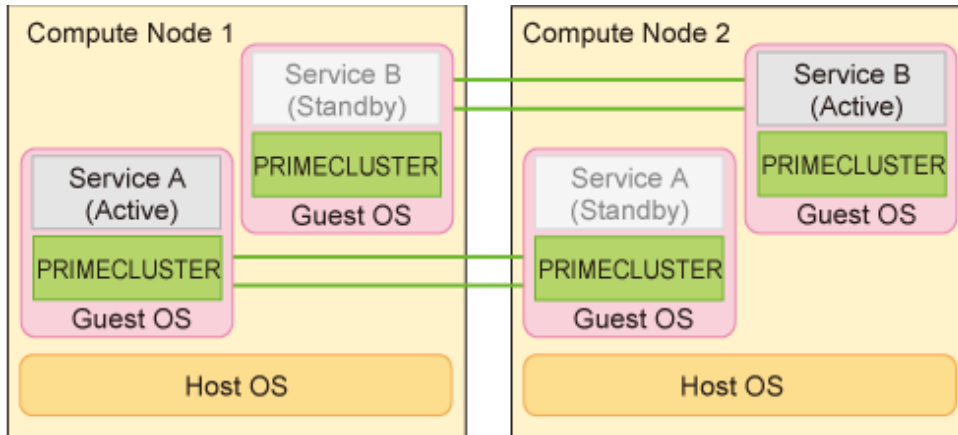 Compute Node 1
Service B
(Standby)
PRIMECLUSTER
Guest OS
Service A
(Active)
PRIMECLUSTER
Guest OS
Host OS
Compute Node 2
Service B
(Active)
PRIMECLUSTER
Guest OS
Service A
(Standby)
PRIMECLUSTER
Guest OS
Host OS